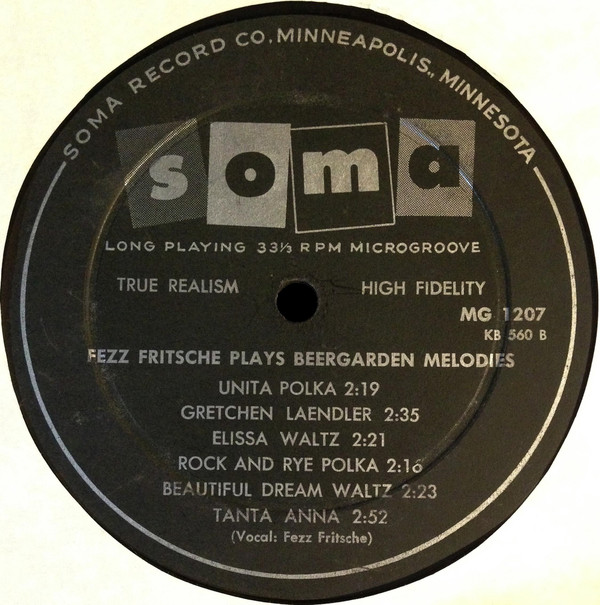 SOMA RECORD CO. MINNEAPOLIS., MINNESOTA
soma
LONG PLAYING 33⅓ RPM MICROGROOVE
TRUE REALISM HIGH FIDELITY
MG 1207
KB 560 B
FEZZ FRITSCHE PLAYS BEERGARDEN MELODIES
UNITA POLKA 2:19
GRETCHEN LAENDLER 2:35
ELISSA WALTZ 2:21
ROCK AND RYE POLKA 2:16
BEAUTIFUL DREAM WALTZ 2:23
TANTA ANNA 2:52
(Vocal: Fezz Fritsche)